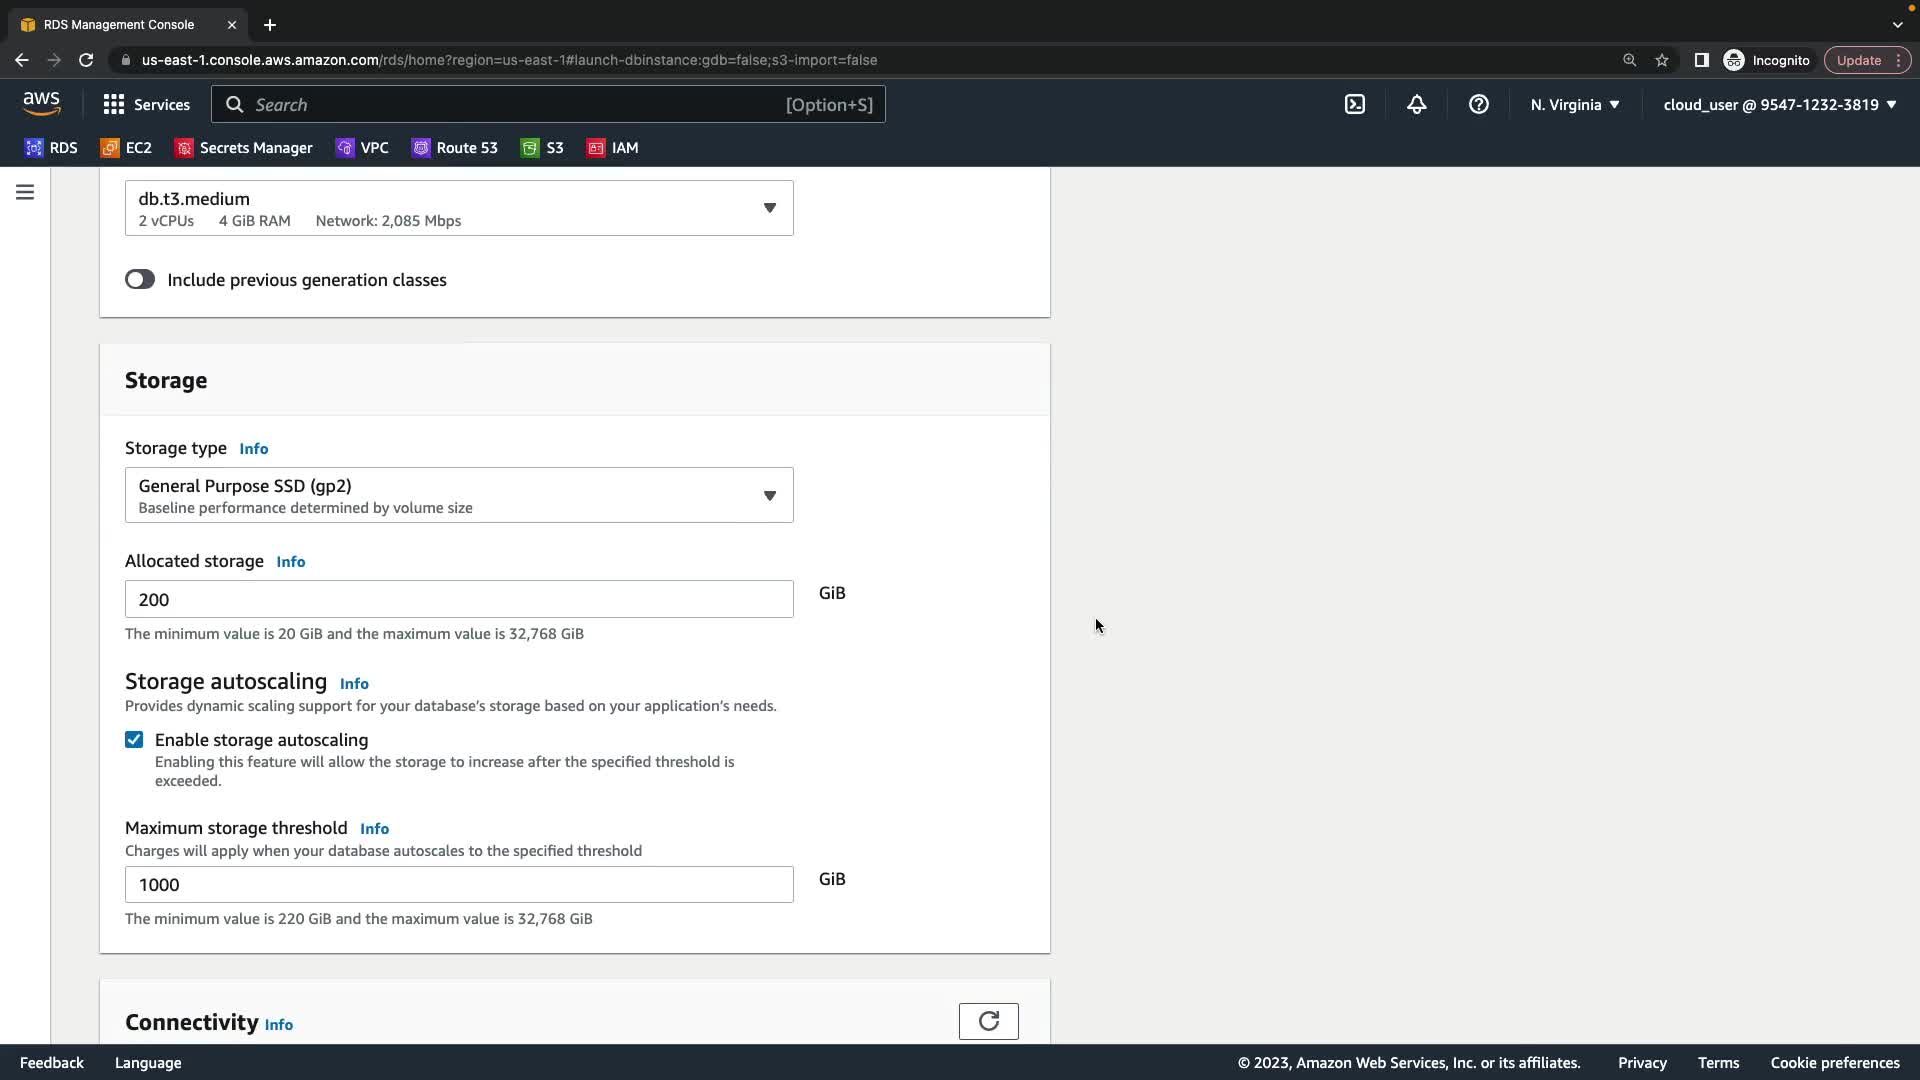 RDS Management Console
us-east-1.console.aws.amazon.com/rds/home?region=us-east-1#launch-dbinstance:gdb=false;s3-import=false
Incognito
Update
aws
Services
Search
[Option+S]
N. Virginia
cloud_user @ 9547-1232-3819
RDS
EC2
Secrets Manager
VPC
Route 53
S3
IAM
db.t3.medium
2 vCPUs 4 GiB RAM Network: 2,085 Mbps
Include previous generation classes
Storage
Storage type Info
General Purpose SSD (gp2)
Baseline performance determined by volume size
Allocated storage Info
200
GiB
The minimum value is 20 GiB and the maximum value is 32,768 GiB
Storage autoscaling Info
Provides dynamic scaling support for your database's storage based on your application's needs.
Enable storage autoscaling
Enabling this feature will allow the storage to increase after the specified threshold is
exceeded.
Maximum storage threshold Info
Charges will apply when your database autoscales to the specified threshold
1000
GiB
The minimum value is 220 GiB and the maximum value is 32,768 GiB
Connectivity Info
Feedback
Language
© 2023, Amazon Web Services, Inc. or its affiliates.
Privacy
Terms
Cookie preferences